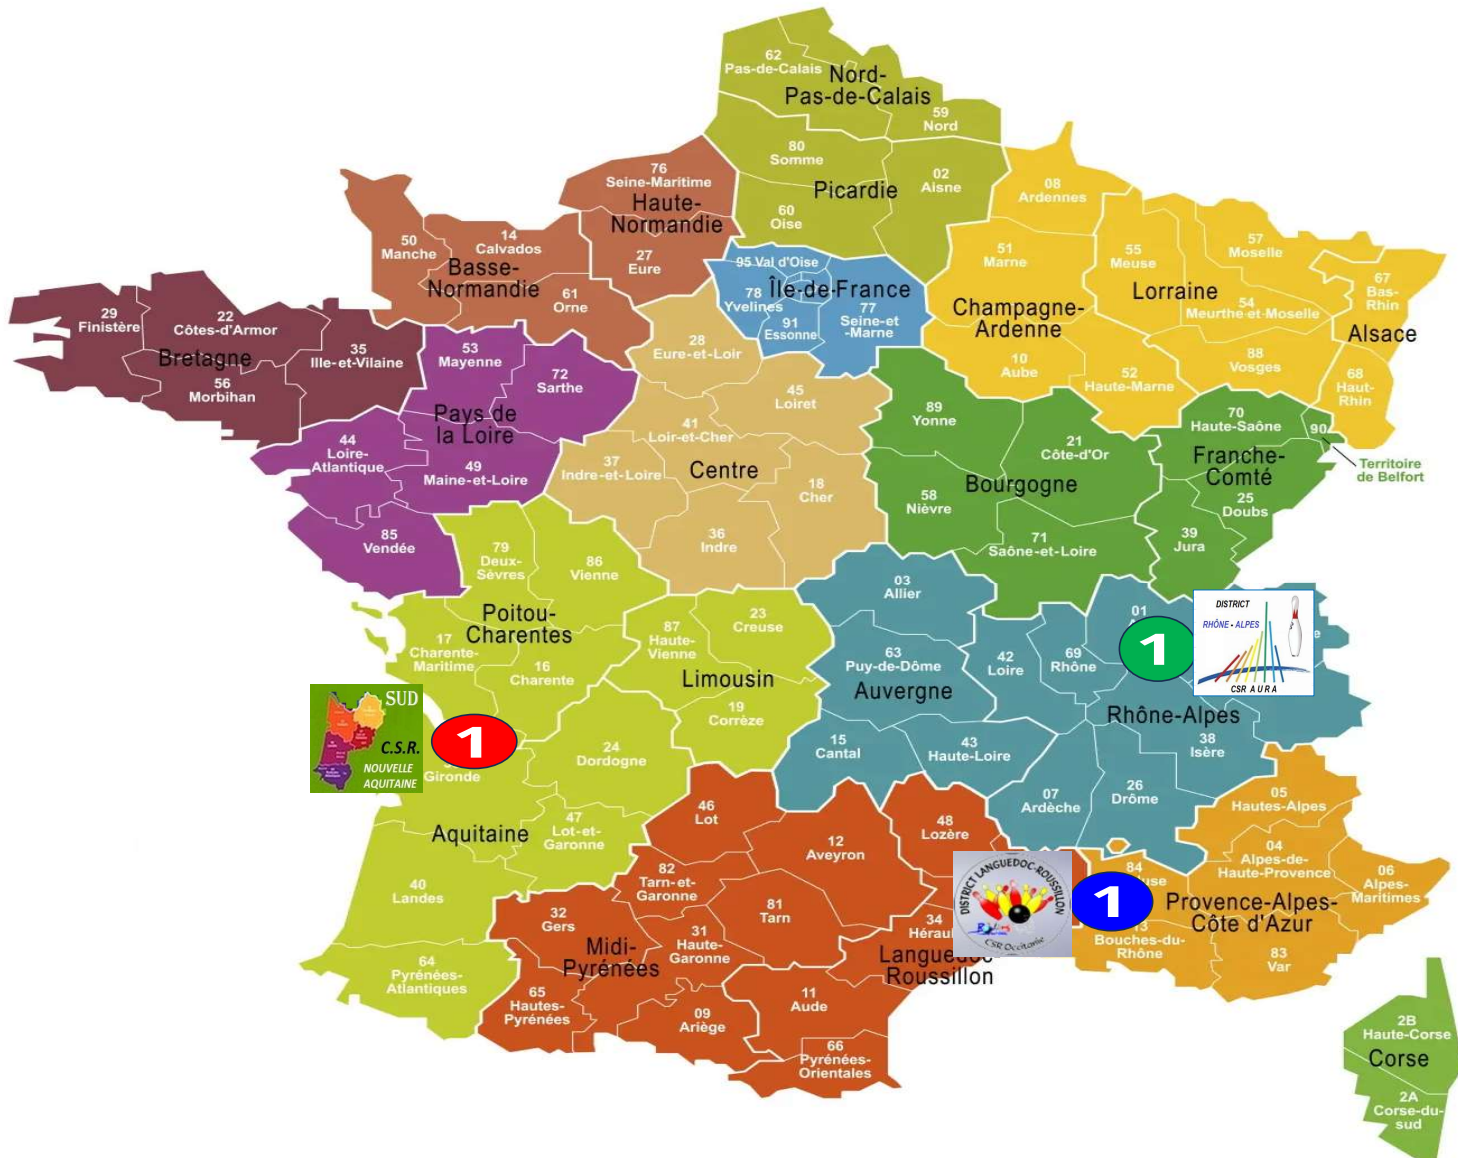 62
Pas-de-Calais
Nord-
Pas-de-Calais
59
Nord
80
Somme
02
Aisne
Picardie
60
Oise
76
Seine-Maritime
Haute-
Normandie
27
Eure
50
Manche
14
Calvados
Basse-
Normandie
61
Orne
08
Ardennes
51
Marne
Champagne-
Ardenne
10
Aube
52
Haute-Marne
55
Meuse
57
Moselle
Lorraine
54
Meurthe-et-Moselle
88
Vosges
67
Bas-
Rhin
Alsace
68
Haut-
Rhin
95 Val d'Oise
Île-de-France
78
Yvelines
91
Essonne
77
Seine-et
-Marne
29
Finistère
22
Côtes-d'Armor
Bretagne
35
Ille-et-Vilaine
56
Morbihan
53
Mayenne
72
Sarthe
Pays de
la Loire
44
Loire-
Atlantique
49
Maine-et-Loire
85
Vendée
28
Eure-et-Loir
45
Loiret
41
Loir-et-Cher
37
Indre-et-Loire
Centre
18
Cher
36
Indre
89
Yonne
21
Côte-d'Or
Bourgogne
58
Nièvre
71
Saône-et-Loire
70
Haute-Saône
90
Territoire
de Belfort
Franche-
Comté
25
Doubs
39
Jura
79
Deux-
Sèvres
86
Vienne
Poitou-
Charentes
17
Charente-
Maritime
16
Charente
87
Haute-
Vienne
23
Creuse
Limousin
19
Corrèze
03
Allier
63
Puy-de-Dôme
Auvergne
15
Cantal
43
Haute-Loire
42
Loire
69
Rhône
01
1
DISTRICT
RHÔNE - ALPES
CSR A U R A
Rhône-Alpes
38
Isère
07
Ardèche
26
Drôme
SUD
C.S.R.
NOUVELLE
AQUITAINE
1
Gironde
24
Dordogne
47
Lot-et-
Garonne
Aquitaine
40
Landes
64
Pyrénées-
Atlantiques
46
Lot
12
Aveyron
48
Lozère
82
Tarn-et-
Garonne
81
Tarn
32
Gers
31
Haute-
Garonne
Midi-
Pyrénées
65
Hautes-
Pyrénées
09
Ariège
34
Hérault
Languedoc-
Roussillon
11
Aude
66
Pyrénées-
Orientales
DISTRICT LANGUEDOC-ROUSSILLON
CSR Occitanie
1
84
05
Hautes-Alpes
04
Alpes-de-
Haute-Provence
06
Alpes-
Maritimes
Provence-Alpes-
Côte d'Azur
13
Bouches-du-
Rhône
83
Var
2B
Haute-Corse
Corse
2A
Corse-du-
sud